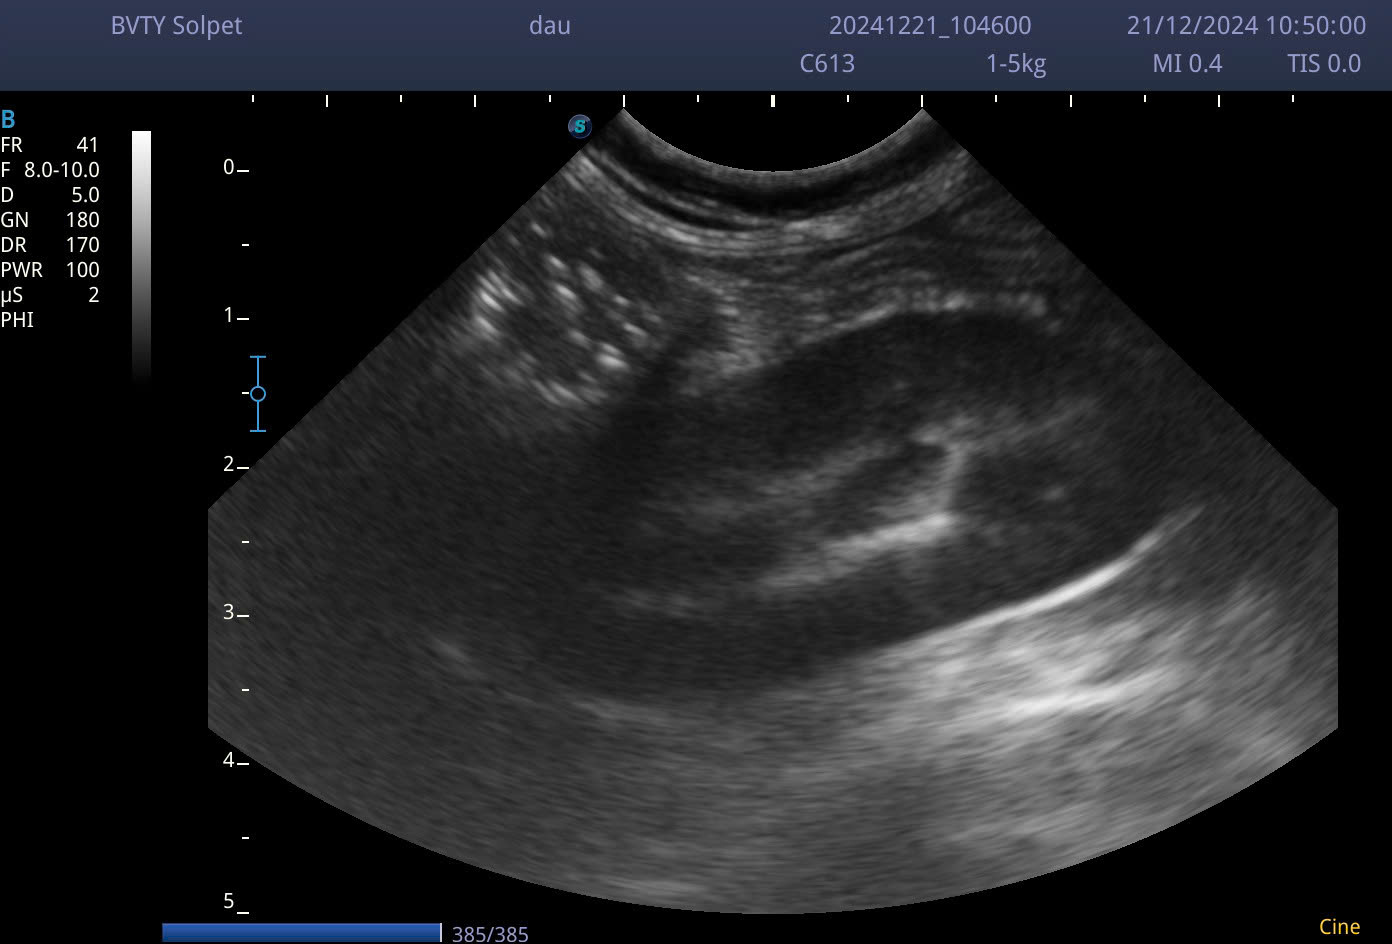 BVTY Solpet dau 20241221_104600 21/12/2024 10:50:00
C613 1-5kg MI 0.4 TIS 0.0
B
FR 41
F 8.0-10.0
D 5.0
GN 180
DR 170
PWR 100
µS 2
PHI
S
0
1
2
3
4
5
385/385
Cine